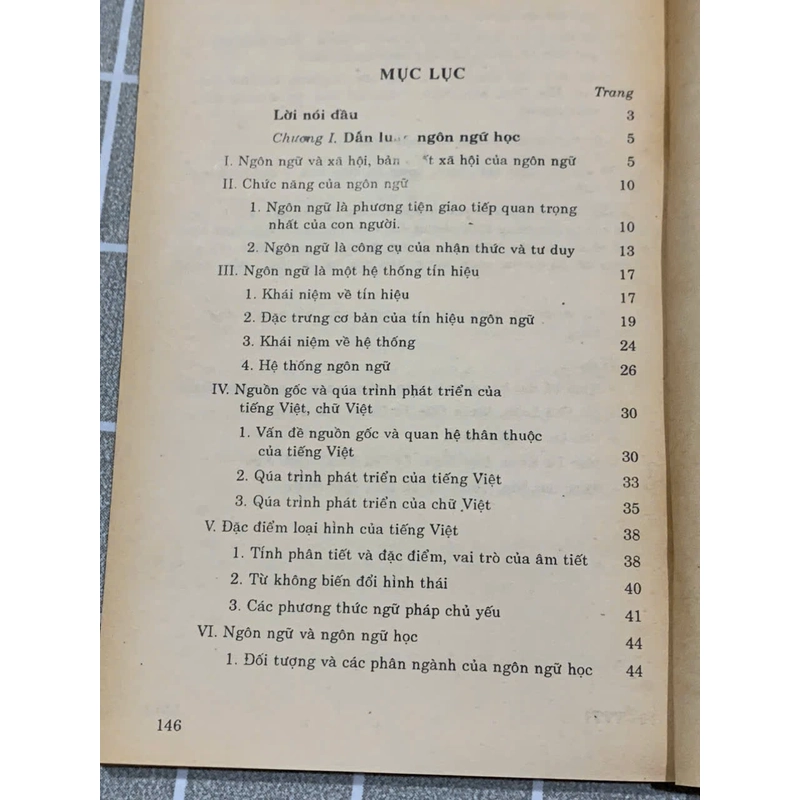 MỤC LỤC
Trang
Lời nói đầu 3
Chương I. Dẫn ngôn ngữ học 5
I. Ngôn ngữ và xã hội, bản xã hội của ngôn ngữ 5
II. Chức năng của ngôn ngữ 10
1. Ngôn ngữ là phương tiện giao tiếp quan trọng
nhất của con người. 10
2. Ngôn ngữ là công cụ của nhận thức và tư duy 13
III. Ngôn ngữ là một hệ thống tín hiệu 17
1. Khái niệm về tín hiệu 17
2. Đặc trưng cơ bản của tín hiệu ngôn ngữ 19
3. Khái niệm về hệ thống 24
4. Hệ thống ngôn ngữ 26
IV. Nguồn gốc và qúa trình phát triển của
tiếng Việt, chữ Việt 30
1. Vấn đề nguồn gốc và quan hệ thân thuộc
của tiếng Việt 30
2. Qúa trình phát triển của tiếng Việt 33
3. Qúa trình phát triển của chữ Việt 35
V. Đặc điểm loại hình của tiếng Việt 38
1. Tính phân tiết và đặc điểm, vai trò của âm tiết 38
2. Từ không biến đổi hình thái 40
3. Các phương thức ngữ pháp chủ yếu 41
VI. Ngôn ngữ và ngôn ngữ học 44
1. Đối tượng và các phân ngành của ngôn ngữ học 44
146